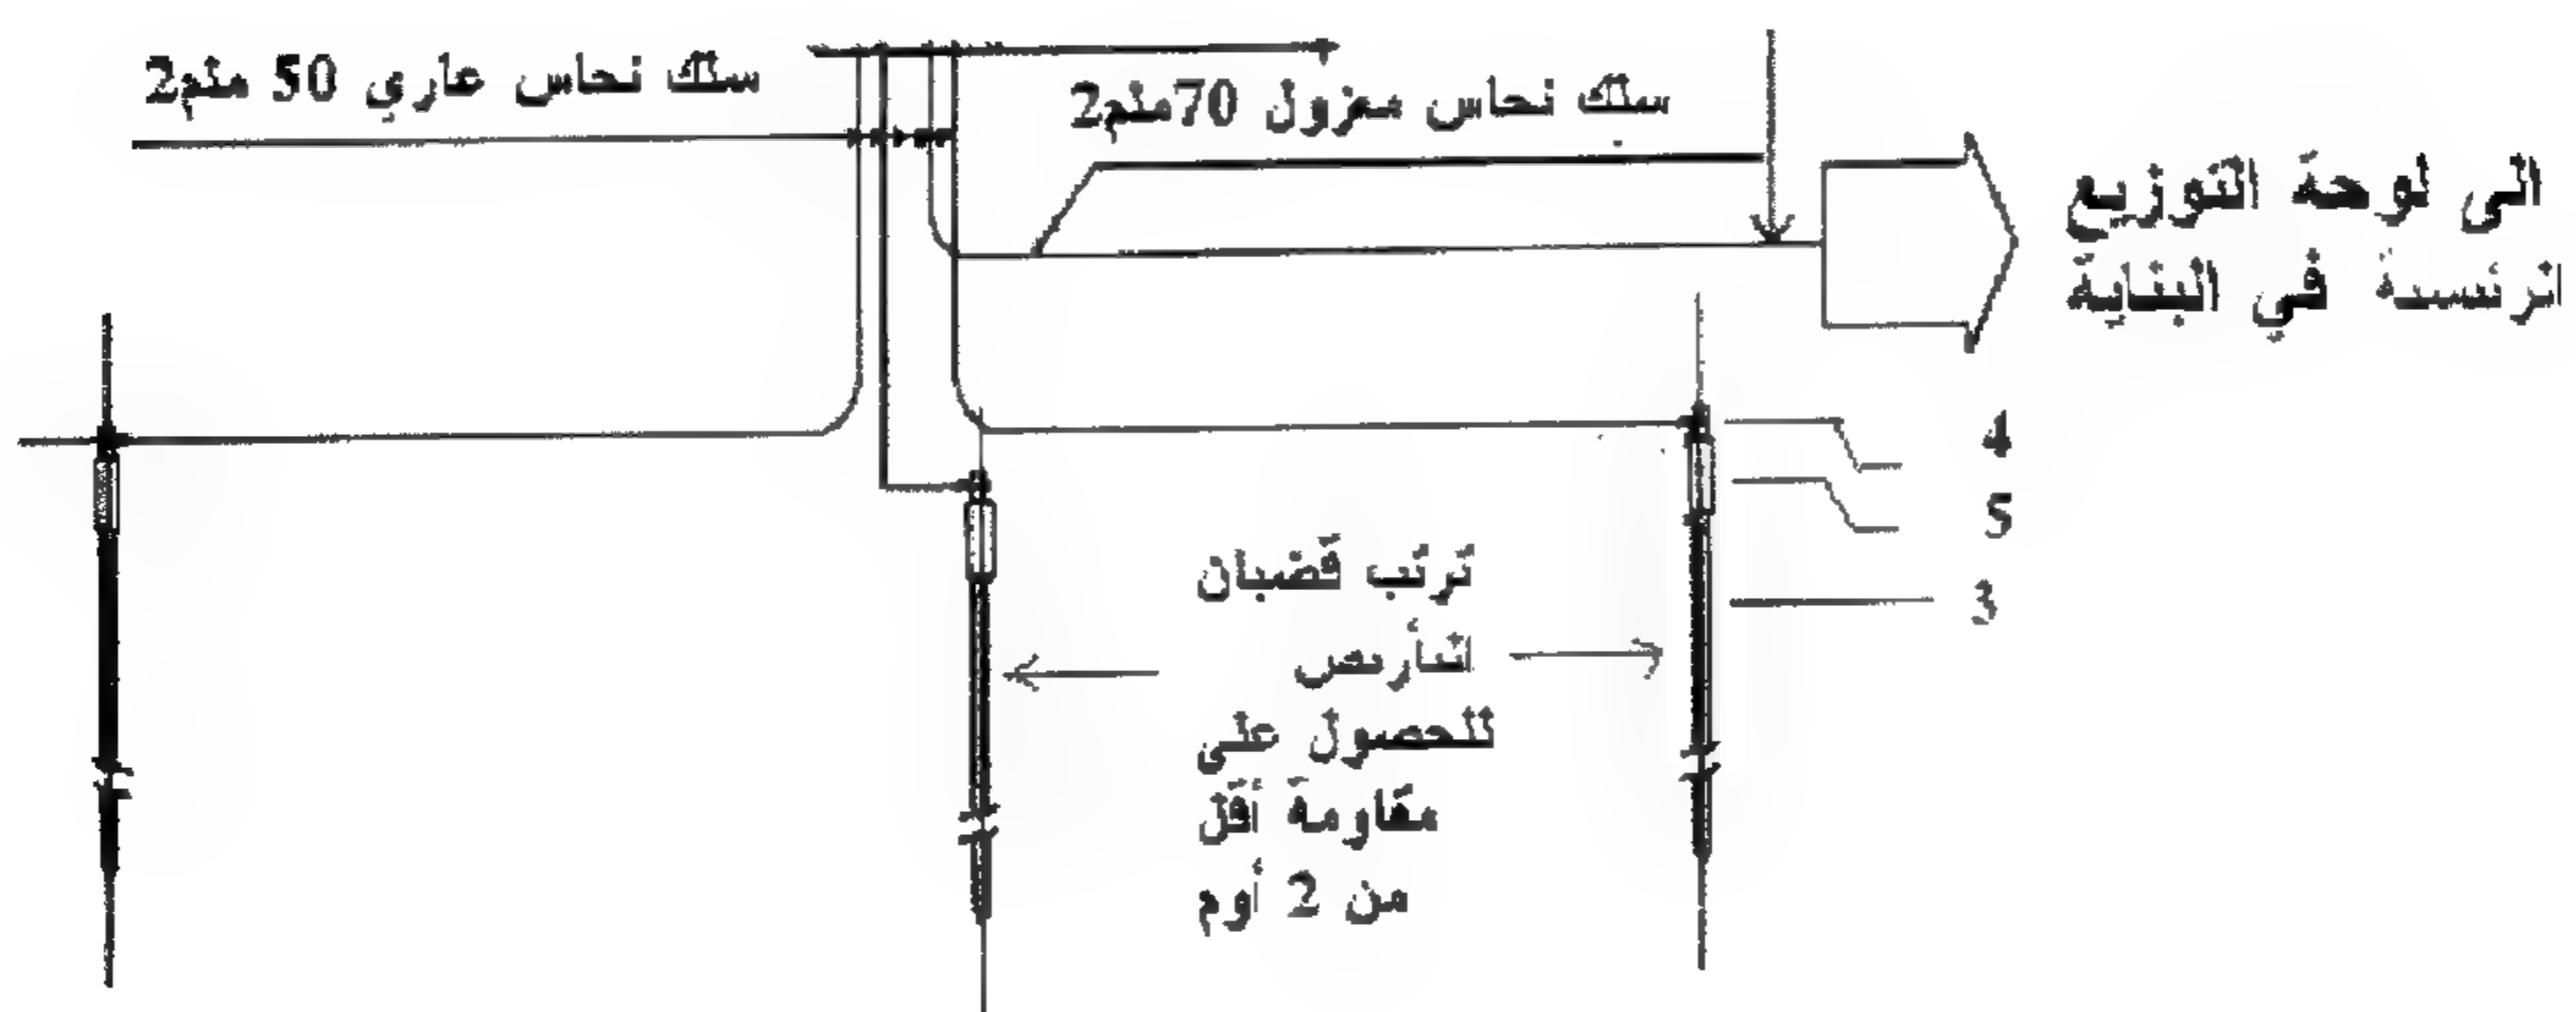 سلك نحاس عاري 50 ملم2
سلك نحاس معزول 70ملم2
الى لوحة التوزيع
الرئيسية في البناية
4
5
3
ترتب قضبان
التأريض
للحصول على
مقاومة أقل
من 2 أوم